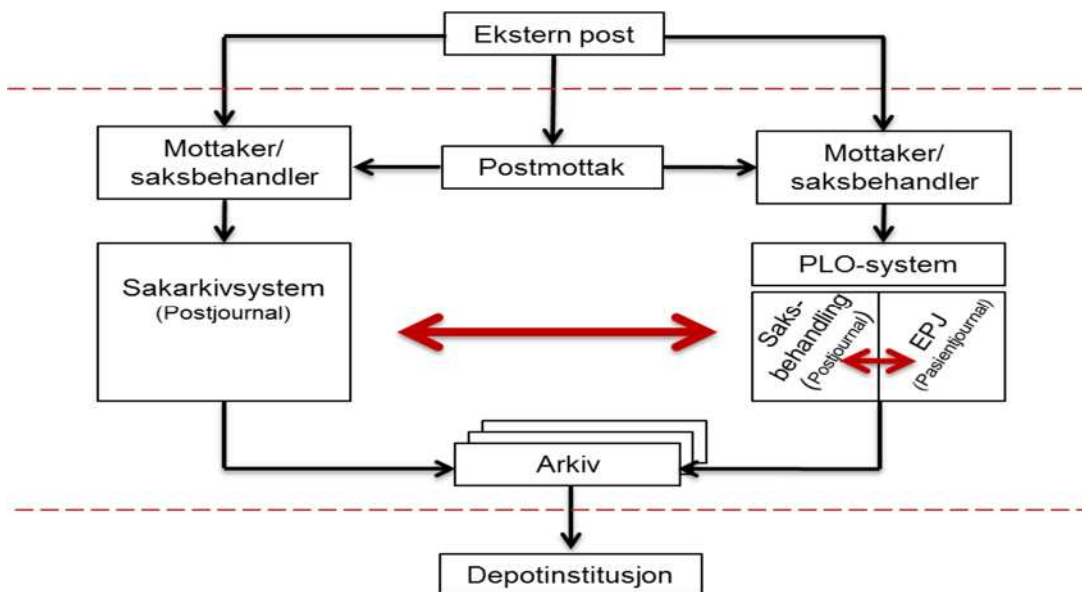 Ekstern post
Mottaker/
saksbehandler
Postmottak
Mottaker/
saksbehandler
Sakarkivsystem
(Postjournal)
PLO-system
Saks-
behandling
(Postjournal)
EPJ
(Pasientjournal)
Arkiv
Depotinstitusjon